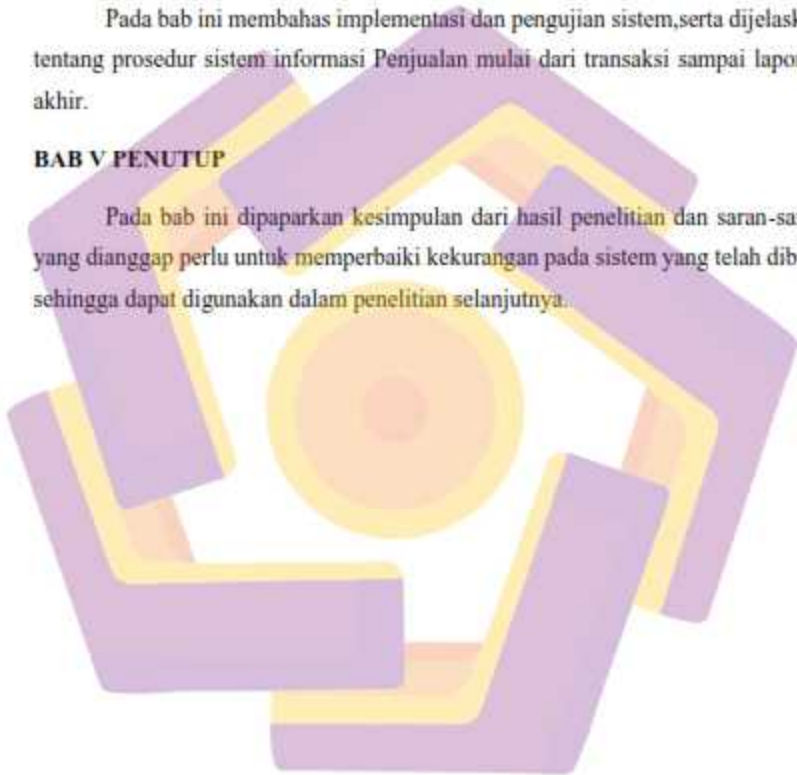 Pada bab ini membahas implementasi dan pengujian sistem,serta dijelask
tentang prosedur sistem informasi Penjualan mulai dari transaksi sampai lapor
akhir.
BAB V PENUTUP
Pada bab ini dipaparkan kesimpulan dari hasil penelitian dan saran-sar
yang dianggap perlu untuk memperbaiki kekurangan pada sistem yang telah dib
sehingga dapat digunakan dalam penelitian selanjutnya.